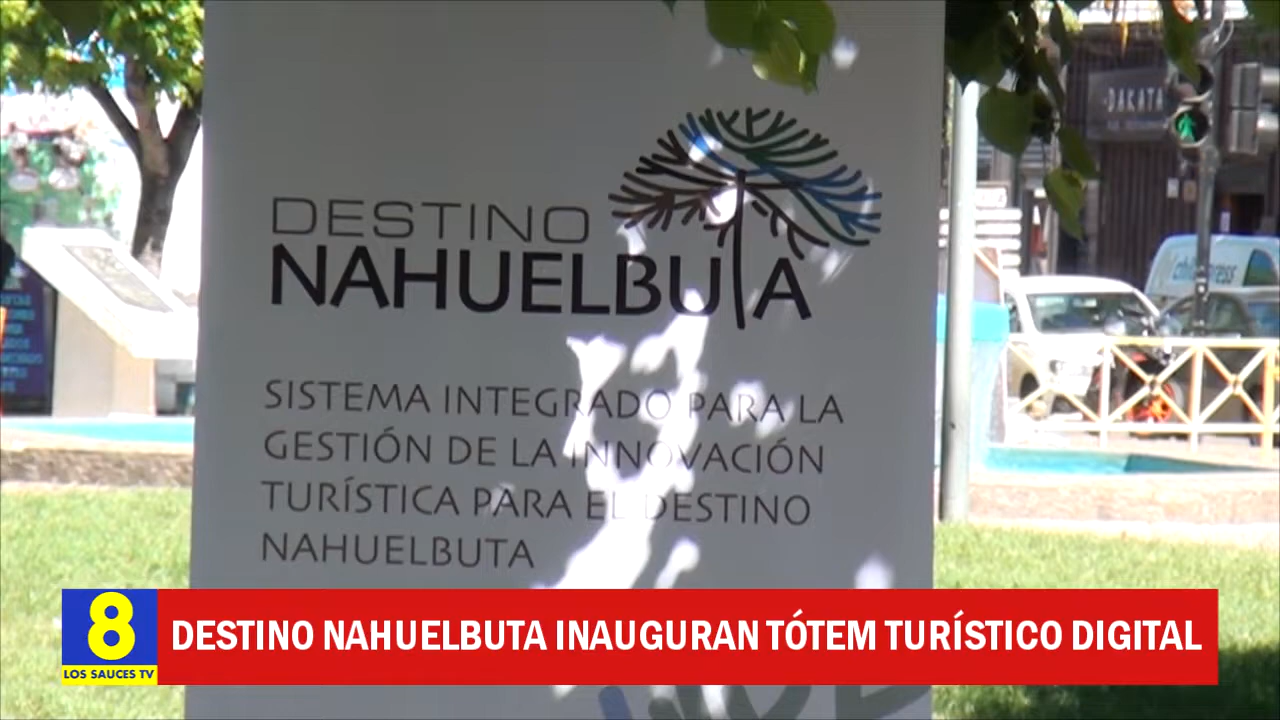 DAKATA
DESTINO
NAHUELBUTA
SISTEMA INTEGRADO PARA LA
GESTIÓN DE LA INNOVACIÓN
TURÍSTICA PARA EL DESTINO
NAHUELBUTA
8
LOS SAUCES TV
DESTINO NAHUELBUTA INAUGURAN TÓTEM TURÍSTICO DIGITAL